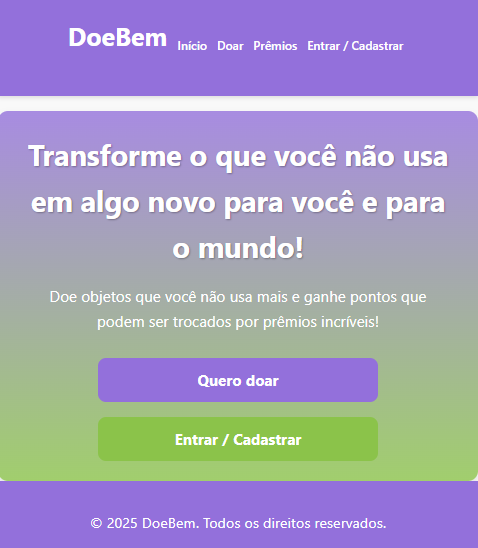 DoeBem Início Doar Prêmios Entrar / Cadastrar
Transforme o que você não usa
em algo novo para você e para
o mundo!
Doe objetos que você não usa mais e ganhe pontos que
podem ser trocados por prêmios incríveis!
Quero doar
Entrar / Cadastrar
© 2025 DoeBem. Todos os direitos reservados.